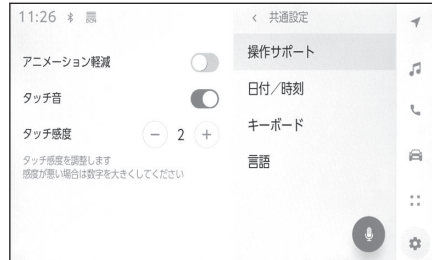 11:26
アニメーション軽減
タッチ音
タッチ感度
2
タッチ感度を調整します
感度が悪い場合は数字を大きくしてください
共通設定
操作サポート
日付／時刻
キーボード
言語